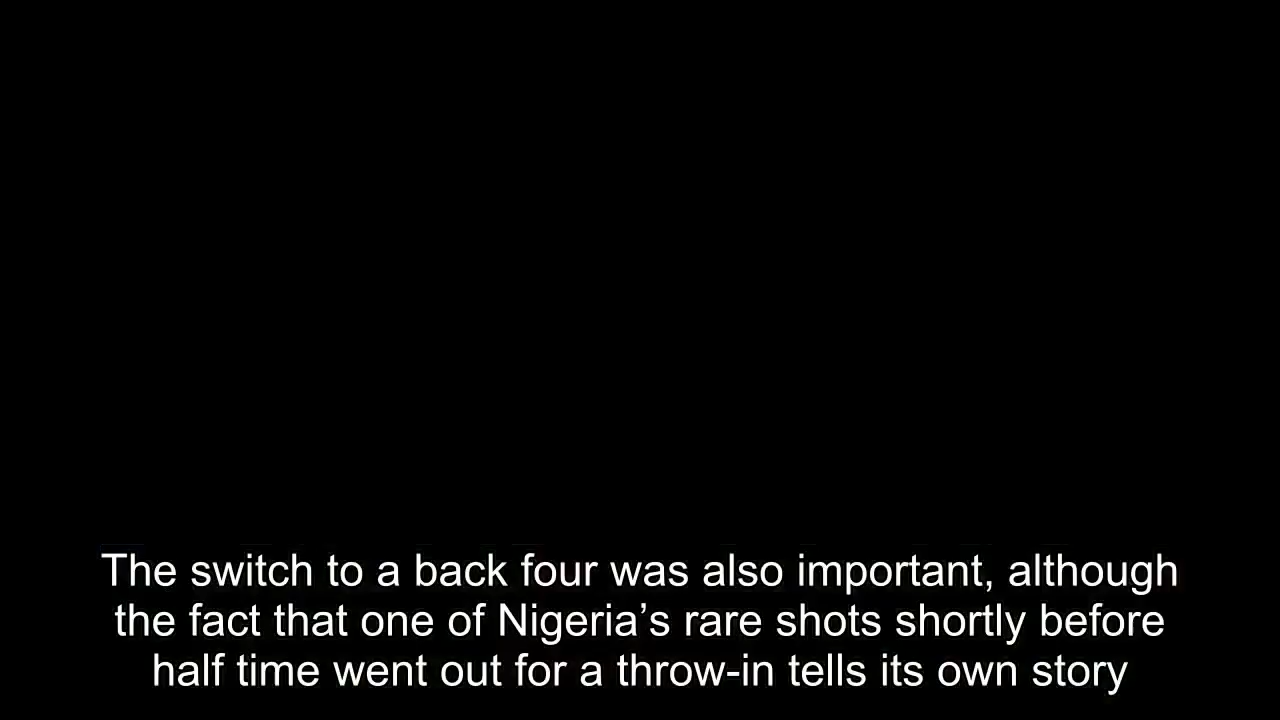 The switch to a back four was also important, although
the fact that one of Nigeria’s rare shots shortly before
half time went out for a throw-in tells its own story